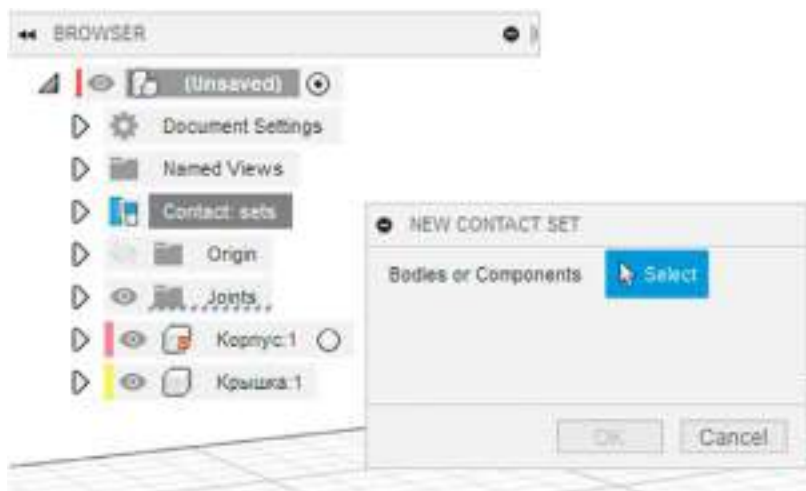 BROWSER
(Unsaved)
Document Settings
Named Views
Contact sets
Origin
Joints
Корпус:1
Крышка:1
NEW CONTACT SET
Bodies or Components
Select
OK
Cancel